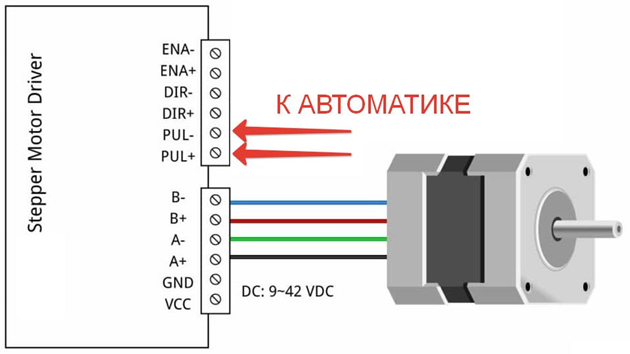 Stepper Motor Driver
ENA-
ENA+
DIR-
DIR+
PUL-
PUL+
К АВТОМАТИКЕ
B-
B+
A-
A+
GND
VCC
DC: 9~42 VDC